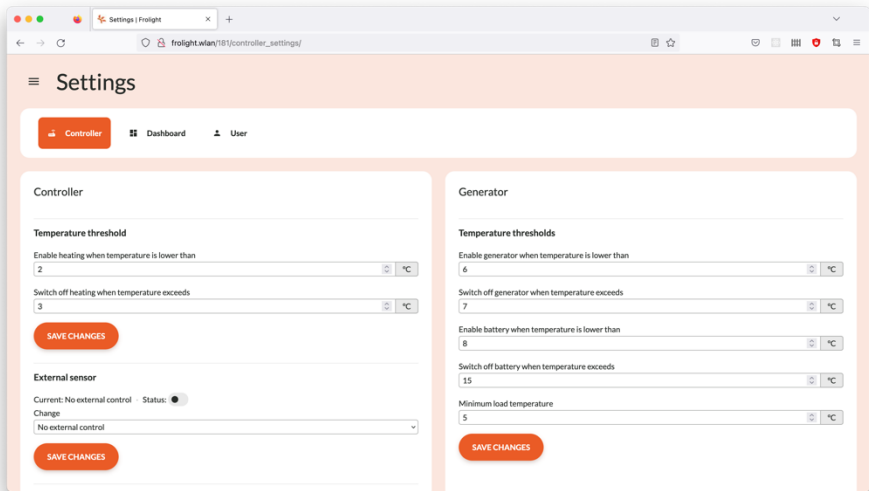 Settings | Frolight
frolight.wlan/181/controller_settings/
Settings
Controller
Dashboard
User
Controller
Temperature threshold
Enable heating when temperature is lower than
2
°C
Switch off heating when temperature exceeds
3
°C
SAVE CHANGES
External sensor
Current: No external control · Status:
Change
No external control
SAVE CHANGES
Generator
Temperature thresholds
Enable generator when temperature is lower than
6
°C
Switch off generator when temperature exceeds
7
°C
Enable battery when temperature is lower than
8
°C
Switch off battery when temperature exceeds
15
°C
Minimum load temperature
5
°C
SAVE CHANGES